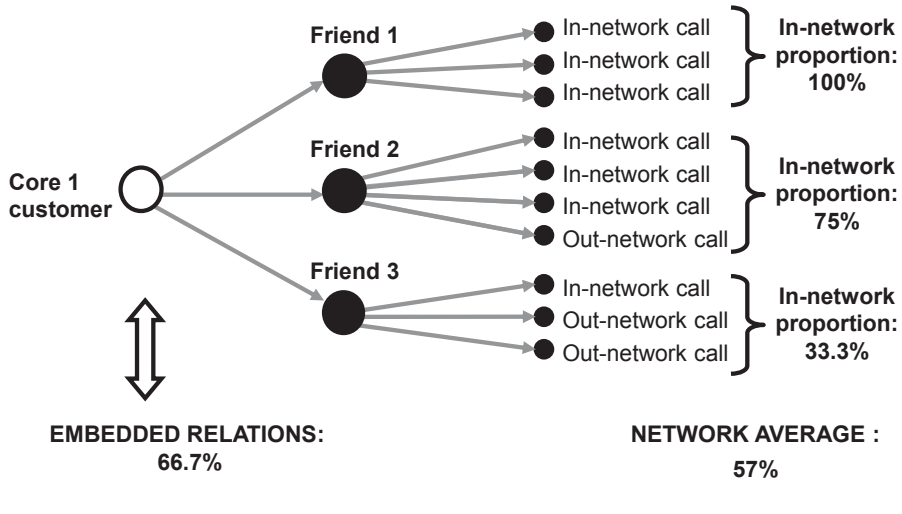 Friend 1
In-network call
In-network call
In-network call
In-network
proportion:
100%
Core 1
customer
Friend 2
In-network call
In-network call
In-network call
Out-network call
In-network
proportion:
75%
Friend 3
In-network call
Out-network call
Out-network call
In-network
proportion:
33.3%
EMBEDDED RELATIONS:
66.7%
NETWORK AVERAGE :
57%